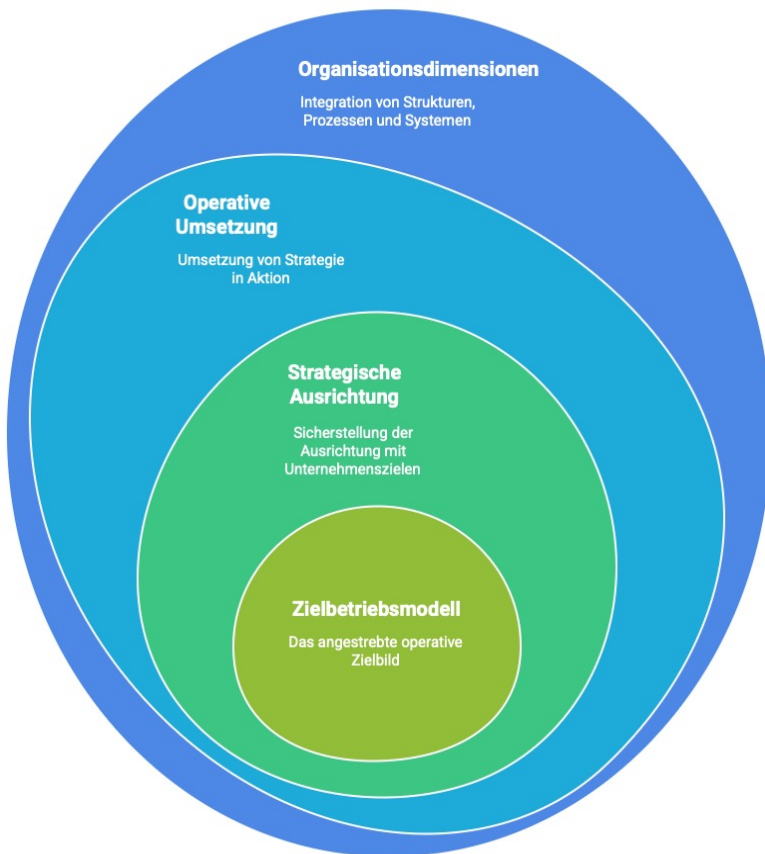 Organisationsdimensionen
Integration von Strukturen,
Prozessen und Systemen
Operative
Umsetzung
Umsetzung von Strategie
in Aktion
Strategische
Ausrichtung
Sicherstellung der
Ausrichtung mit
Unternehmenszielen
Zielbetriebsmodell
Das angestrebte operative
Zielbild